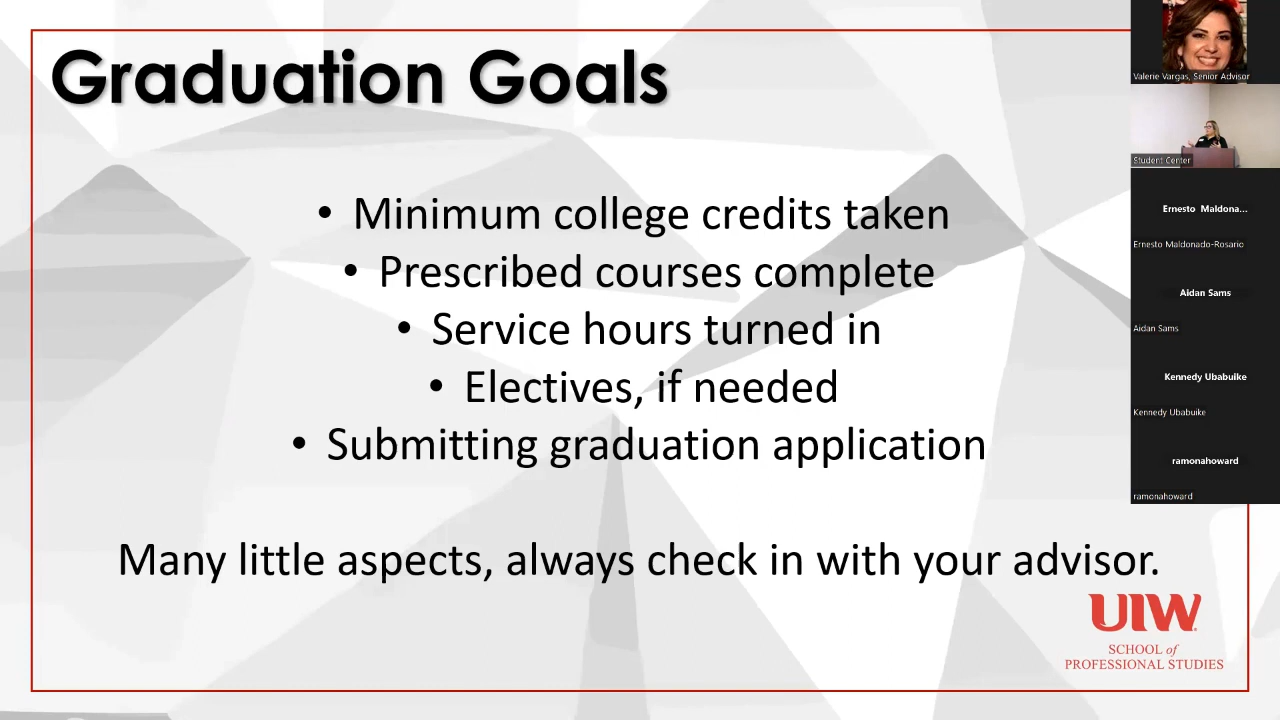 Graduation Goals
• Minimum college credits taken
• Prescribed courses complete
• Service hours turned in
• Electives, if needed
• Submitting graduation application
Many little aspects, always check in with your advisor.
UIW
SCHOOL of
PROFESSIONAL STUDIES
Valerie Vargas, Senior Advisor
Student Center
Ernesto Maldona...
Ernesto Maldonado-Rosario
Aidan Sams
Aidan Sams
Kennedy Ubabuike
Kennedy Ubabuike
ramonahoward
ramonahoward